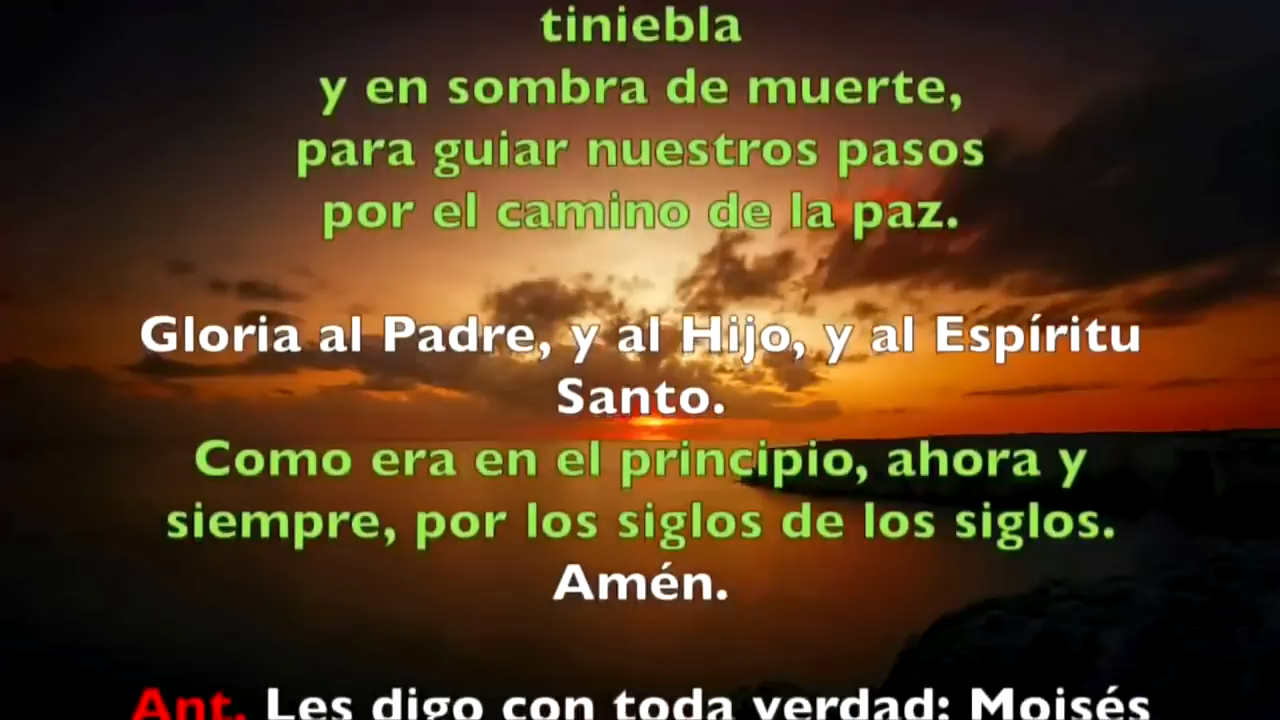 tiniebla
y en sombra de muerte,
para guiar nuestros pasos
por el camino de la paz.
Gloria al Padre, y al Hijo, y al Espíritu
Santo.
Como era en el principio, ahora y
siempre, por los siglos de los siglos.
Amén.
Ant. Les digo con toda verdad: Moisés